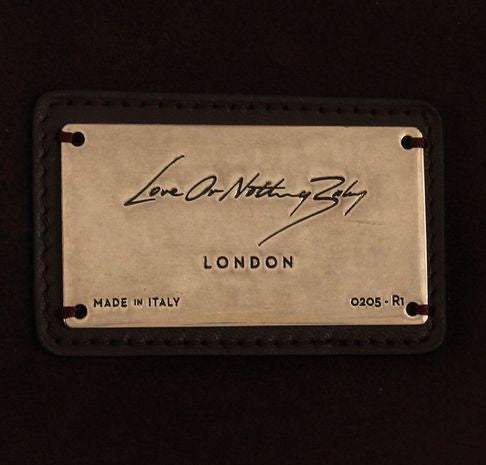 Love Or Nothing Baby
LONDON
MADE IN ITALY
0205-R1